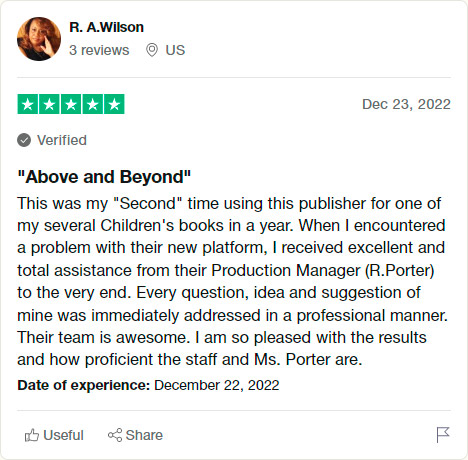 R. A.Wilson
3 reviews US
Dec 23, 2022
Verified
"Above and Beyond"
This was my "Second" time using this publisher for one of
my several Children's books in a year. When I encountered
a problem with their new platform, I received excellent and
total assistance from their Production Manager (R.Porter)
to the very end. Every question, idea and suggestion of
mine was immediately addressed in a professional manner.
Their team is awesome. I am so pleased with the results
and how proficient the staff and Ms. Porter are.
Date of experience: December 22, 2022
Useful Share